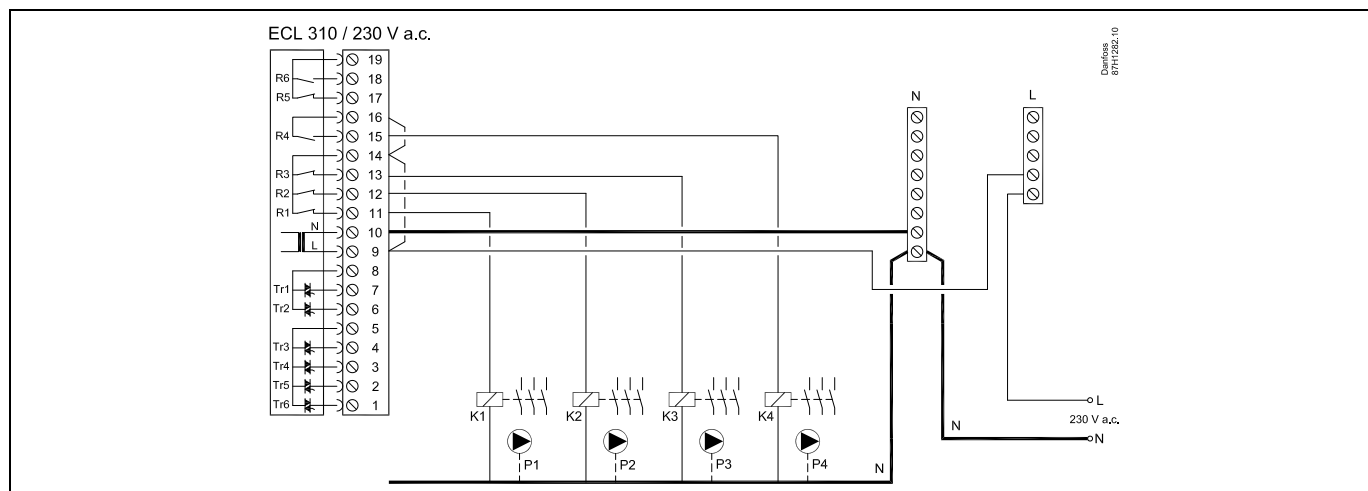 ECL 310 / 230 V a.c.
Danfoss
87H1282.10
19
R6 18
R5 17
16
R4 15
14
R3 13
R2 12
R1 11
N 10
L 9
8
Tr1 7
Tr2 6
5
Tr3 4
Tr4 3
Tr5 2
Tr6 1
N
L
K1
K2
K3
K4
P1
P2
P3
P4
N
N
L
230 V a.c.
N